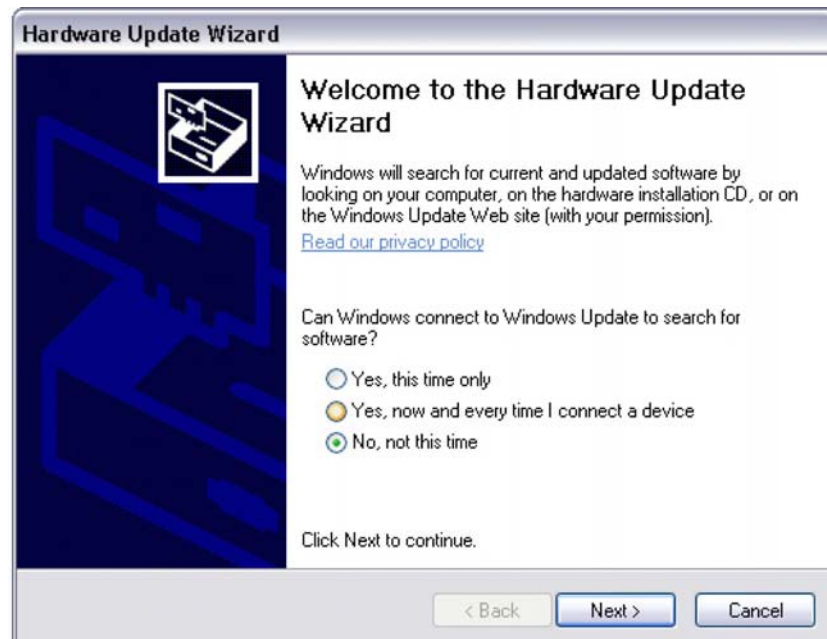 Hardware Update Wizard
Welcome to the Hardware Update
Wizard
Windows will search for current and updated software by
looking on your computer, on the hardware installation CD, or on
the Windows Update Web site (with your permission).
Read our privacy policy
Can Windows connect to Windows Update to search for
software?
Yes, this time only
Yes, now and every time I connect a device
No, not this time
Click Next to continue.
< Back Next > Cancel